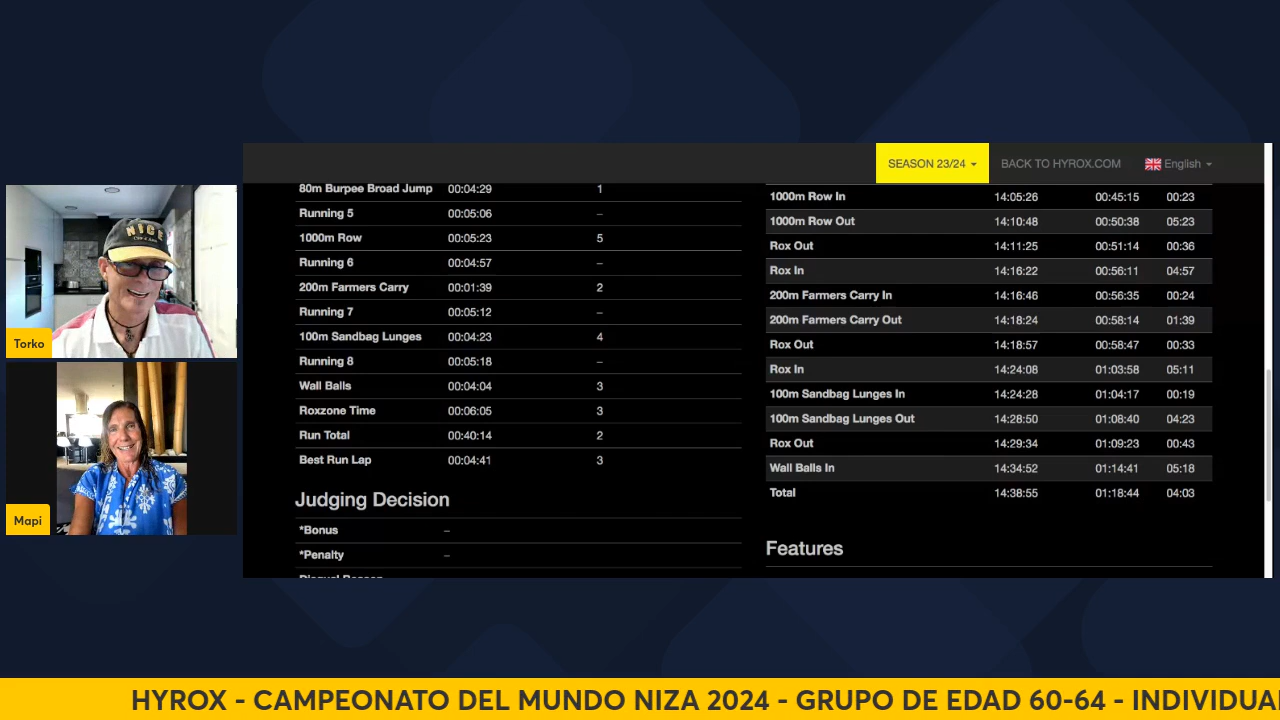 SEASON 23/24 BACK TO HYROX.COM English
80m Burpee Broad Jump 00:04:29 1
Running 5 00:05:06 –
1000m Row 00:05:23 5
Running 6 00:04:57 –
200m Farmers Carry 00:01:39 2
Running 7 00:05:12 –
100m Sandbag Lunges 00:04:23 4
Running 8 00:05:18 –
Wall Balls 00:04:04 3
Roxzone Time 00:06:05 3
Run Total 00:40:14 2
Best Run Lap 00:04:41 3
Judging Decision
*Bonus –
*Penalty –
Disqual Reason
1000m Row In 14:05:26 00:45:15 00:23
1000m Row Out 14:10:48 00:50:38 05:23
Rox Out 14:11:25 00:51:14 00:36
Rox In 14:16:22 00:56:11 04:57
200m Farmers Carry In 14:16:46 00:56:35 00:24
200m Farmers Carry Out 14:18:24 00:58:14 01:39
Rox Out 14:18:57 00:58:47 00:33
Rox In 14:24:08 01:03:58 05:11
100m Sandbag Lunges In 14:24:28 01:04:17 00:19
100m Sandbag Lunges Out 14:28:50 01:08:40 04:23
Rox Out 14:29:34 01:09:23 00:43
Wall Balls In 14:34:52 01:14:41 05:18
Total 14:38:55 01:18:44 04:03
Features
NICE
Torko
Mapi
HYROX - CAMPEONATO DEL MUNDO NIZA 2024 - GRUPO DE EDAD 60-64 - INDIVIDUA